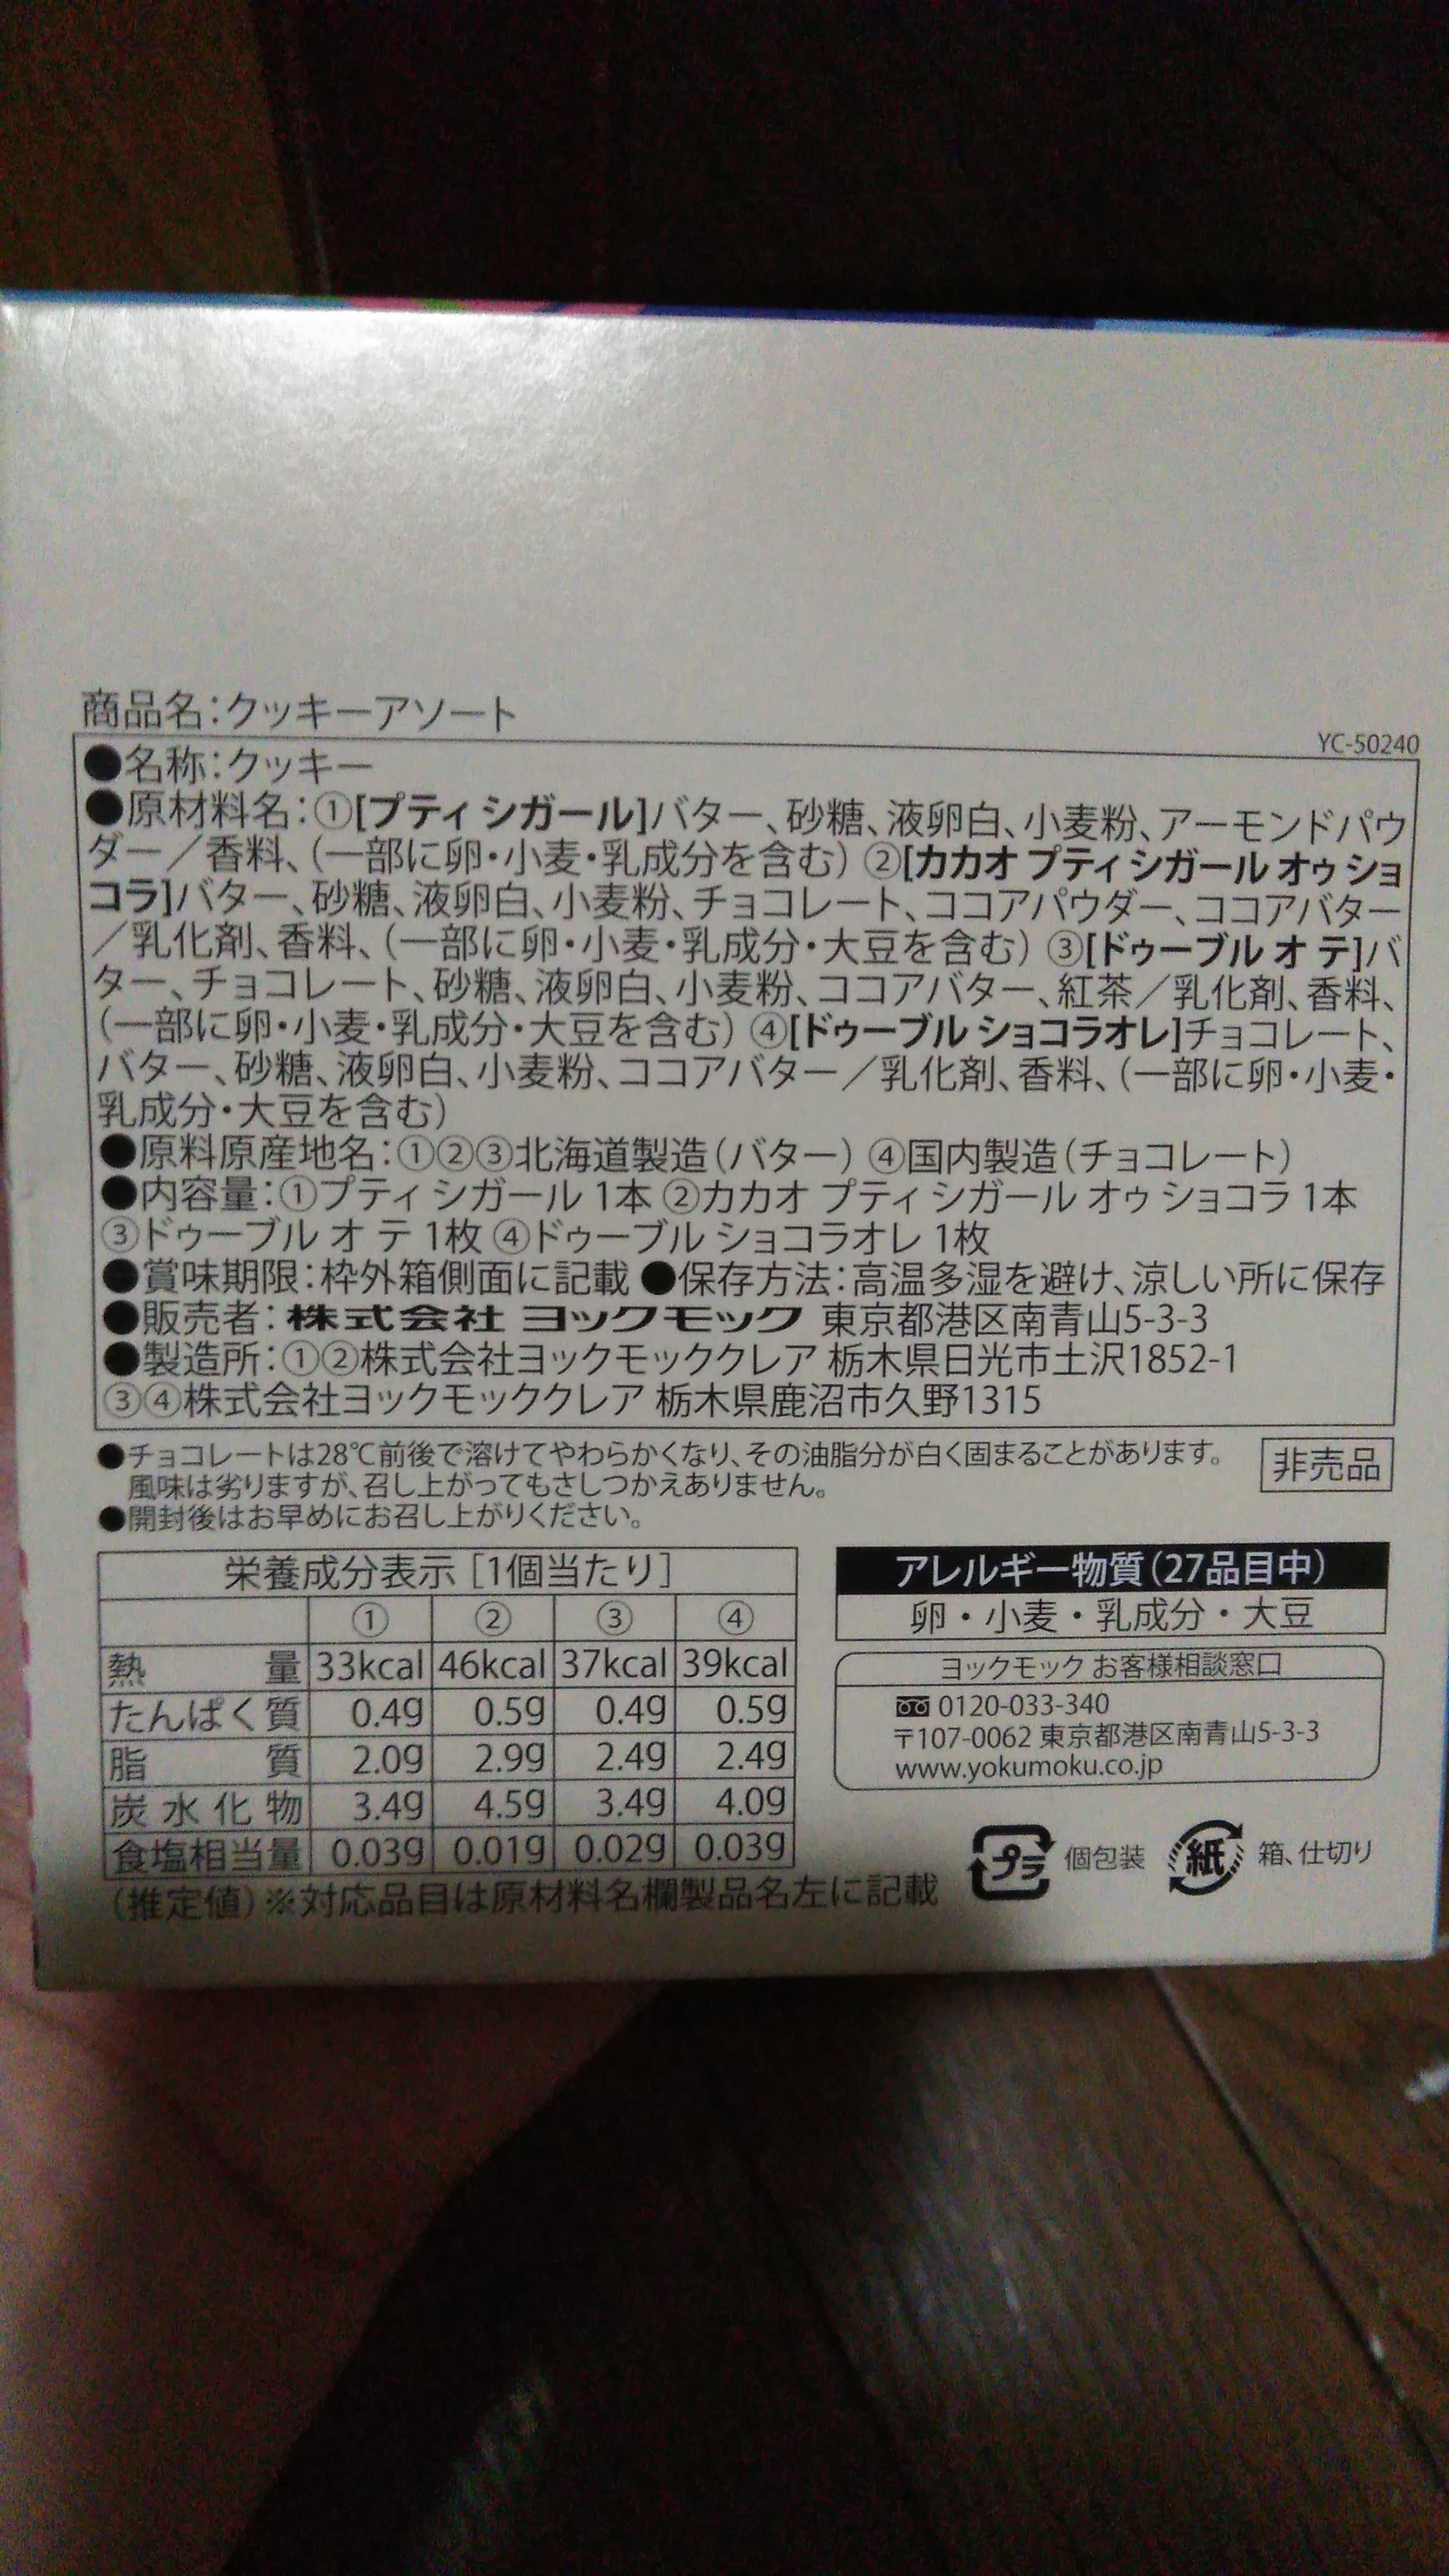 商品名：クッキーアソート
YC-50240
●名称：クッキー
●原材料名：①[プティ シガール]バター、砂糖、液卵白、小麦粉、アーモンドパウ
ダー／香料、（一部に卵・小麦・乳成分を含む）②[カカオ プティ シガール オゥ ショ
コラ]バター、砂糖、液卵白、小麦粉、チョコレート、ココアパウダー、ココアバター
／乳化剤、香料、（一部に卵・小麦・乳成分・大豆を含む）③[ドゥーブル オ テ]バ
ター、チョコレート、砂糖、液卵白、小麦粉、ココアバター、紅茶／乳化剤、香料、
（一部に卵・小麦・乳成分・大豆を含む）④[ドゥーブル ショコラオレ]チョコレート、
バター、砂糖、液卵白、小麦粉、ココアバター／乳化剤、香料、（一部に卵・小麦・
乳成分・大豆を含む）
●原料原産地名：①②③北海道製造（バター）④国内製造（チョコレート）
●内容量：①プティ シガール 1本 ②カカオ プティ シガール オゥ ショコラ 1本
③ドゥーブル オ テ 1枚 ④ドゥーブル ショコラオレ 1枚
●賞味期限：枠外箱側面に記載 ●保存方法：高温多湿を避け、涼しい所に保存
●販売者：株式会社 ヨックモック 東京都港区南青山5-3-3
●製造所：①②株式会社ヨックモッククレア 栃木県日光市土沢1852-1
③④株式会社ヨックモッククレア 栃木県鹿沼市久野1315
●チョコレートは28℃前後で溶けてやわらかくなり、その油脂分が白く固まることがあります。
風味は劣りますが、召し上がってもさしつかえありません。
●開封後はお早めにお召し上がりください。
非売品
栄養成分表示［1個当たり］
① ② ③ ④
熱量 33kcal 46kcal 37kcal 39kcal
たんぱく質 0.4g 0.5g 0.4g 0.5g
脂質 2.0g 2.9g 2.4g 2.4g
炭水化物 3.4g 4.5g 3.4g 4.0g
食塩相当量 0.03g 0.01g 0.02g 0.03g
（推定値）※対応品目は原材料名欄製品名左に記載
アレルギー物質（27品目中）
卵・小麦・乳成分・大豆
ヨックモック お客様相談窓口
0120-033-340
〒107-0062 東京都港区南青山5-3-3
www.yokumoku.co.jp
プラ 個包装 紙 箱、仕切り